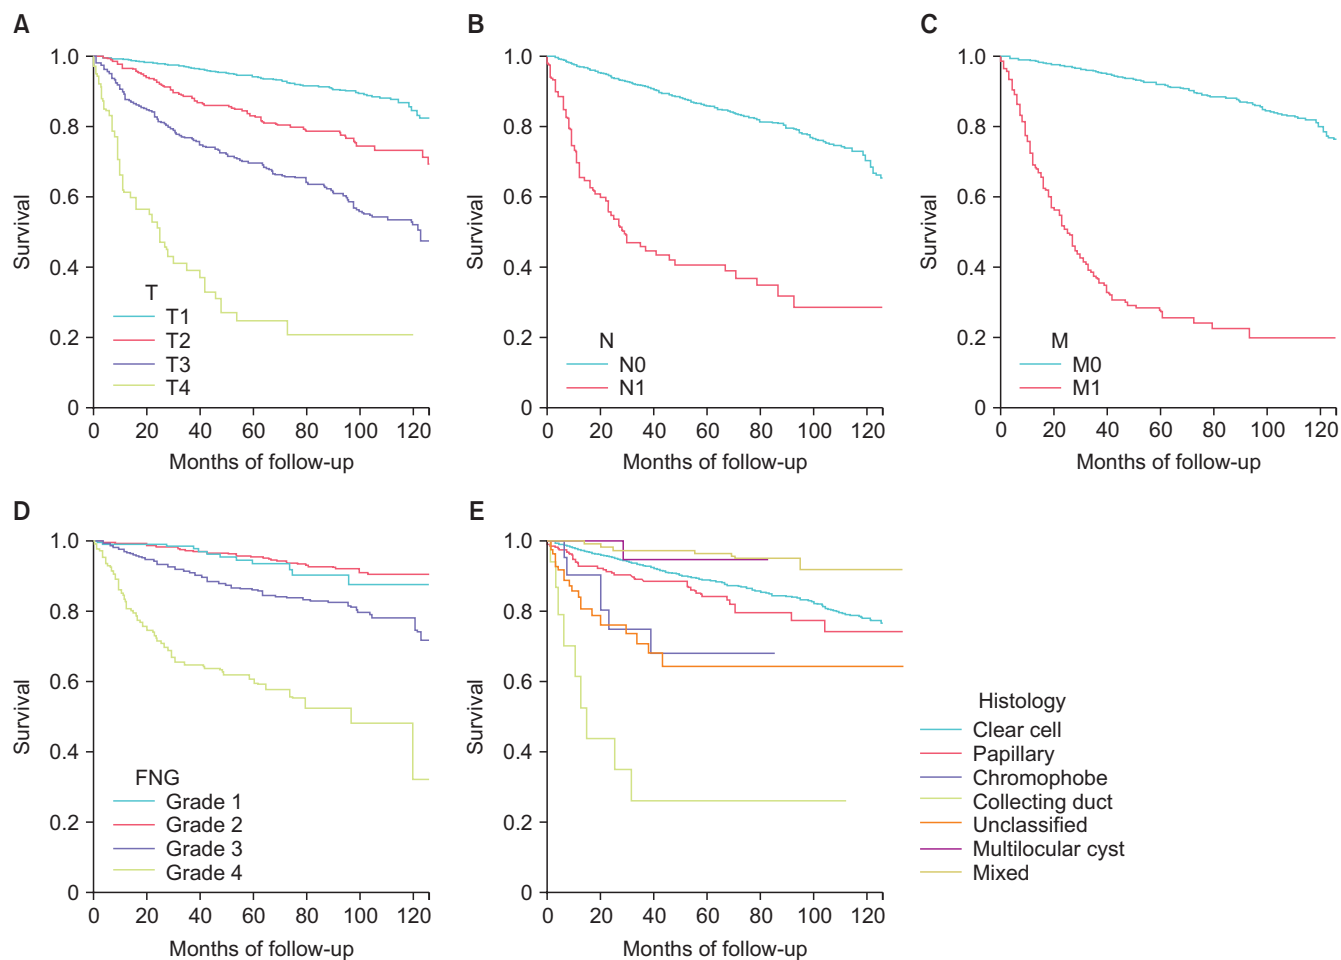 A
1.0
0.8
0.6
0.4
0.2
0
Survival
T
T1
T2
T3
T4
0 20 40 60 80 100 120
Months of follow-up
B
1.0
0.8
0.6
0.4
0.2
0
Survival
N
N0
N1
0 20 40 60 80 100 120
Months of follow-up
C
1.0
0.8
0.6
0.4
0.2
0
Survival
M
M0
M1
0 20 40 60 80 100 120
Months of follow-up
D
1.0
0.8
0.6
0.4
0.2
0
Survival
FNG
Grade 1
Grade 2
Grade 3
Grade 4
0 20 40 60 80 100 120
Months of follow-up
E
1.0
0.8
0.6
0.4
0.2
0
Survival
0 20 40 60 80 100 120
Months of follow-up
Histology
Clear cell
Papillary
Chromophobe
Collecting duct
Unclassified
Multilocular cyst
Mixed